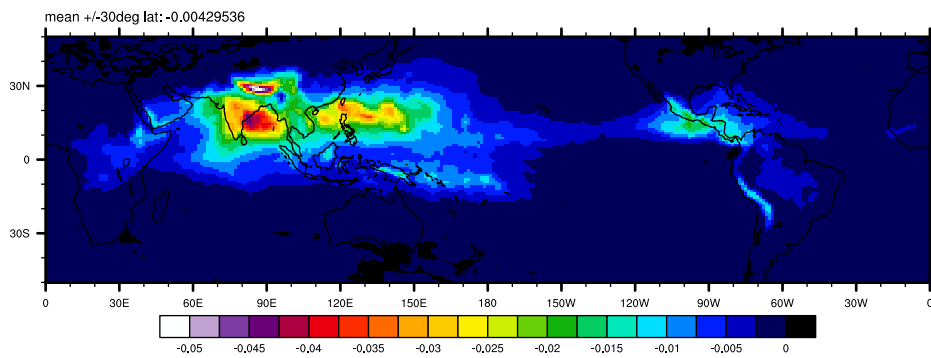 mean +/-30deg lat: -0.00429536
30N
0
30S
0 30E 60E 90E 120E 150E 180 150W 120W 90W 60W 30W 0
-0.05 -0.045 -0.04 -0.035 -0.03 -0.025 -0.02 -0.015 -0.01 -0.005 0